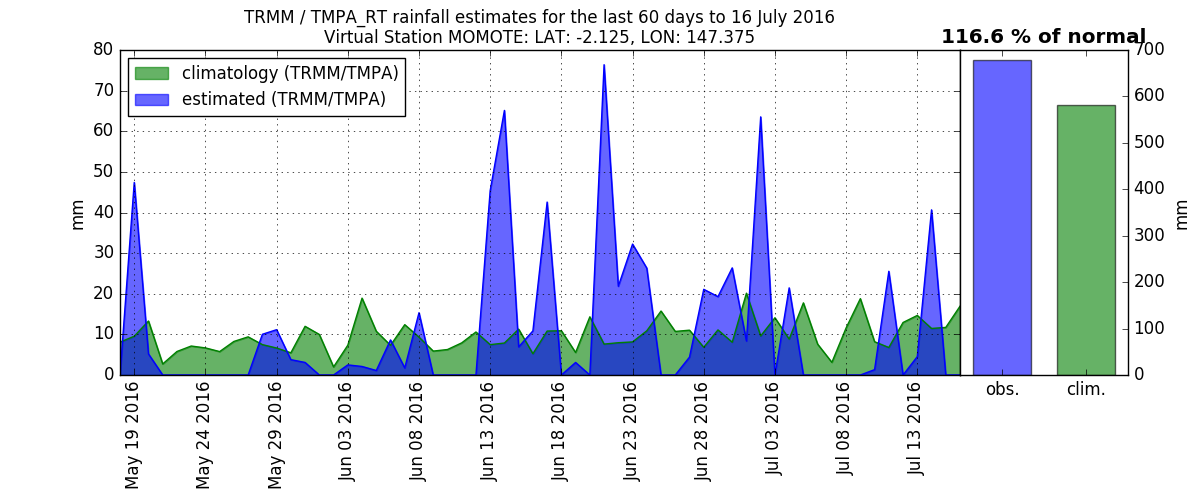 TRMM / TMPA_RT rainfall estimates for the last 60 days to 16 July 2016
Virtual Station MOMOTE: LAT: -2.125, LON: 147.375
116.6 % of normal
climatology (TRMM/TMPA)
estimated (TRMM/TMPA)
80
70
60
50
40
30
20
10
0
mm
May 19 2016
May 24 2016
May 29 2016
Jun 03 2016
Jun 08 2016
Jun 13 2016
Jun 18 2016
Jun 23 2016
Jun 28 2016
Jul 03 2016
Jul 08 2016
Jul 13 2016
obs.
clim.
700
600
500
400
300
200
100
0
mm